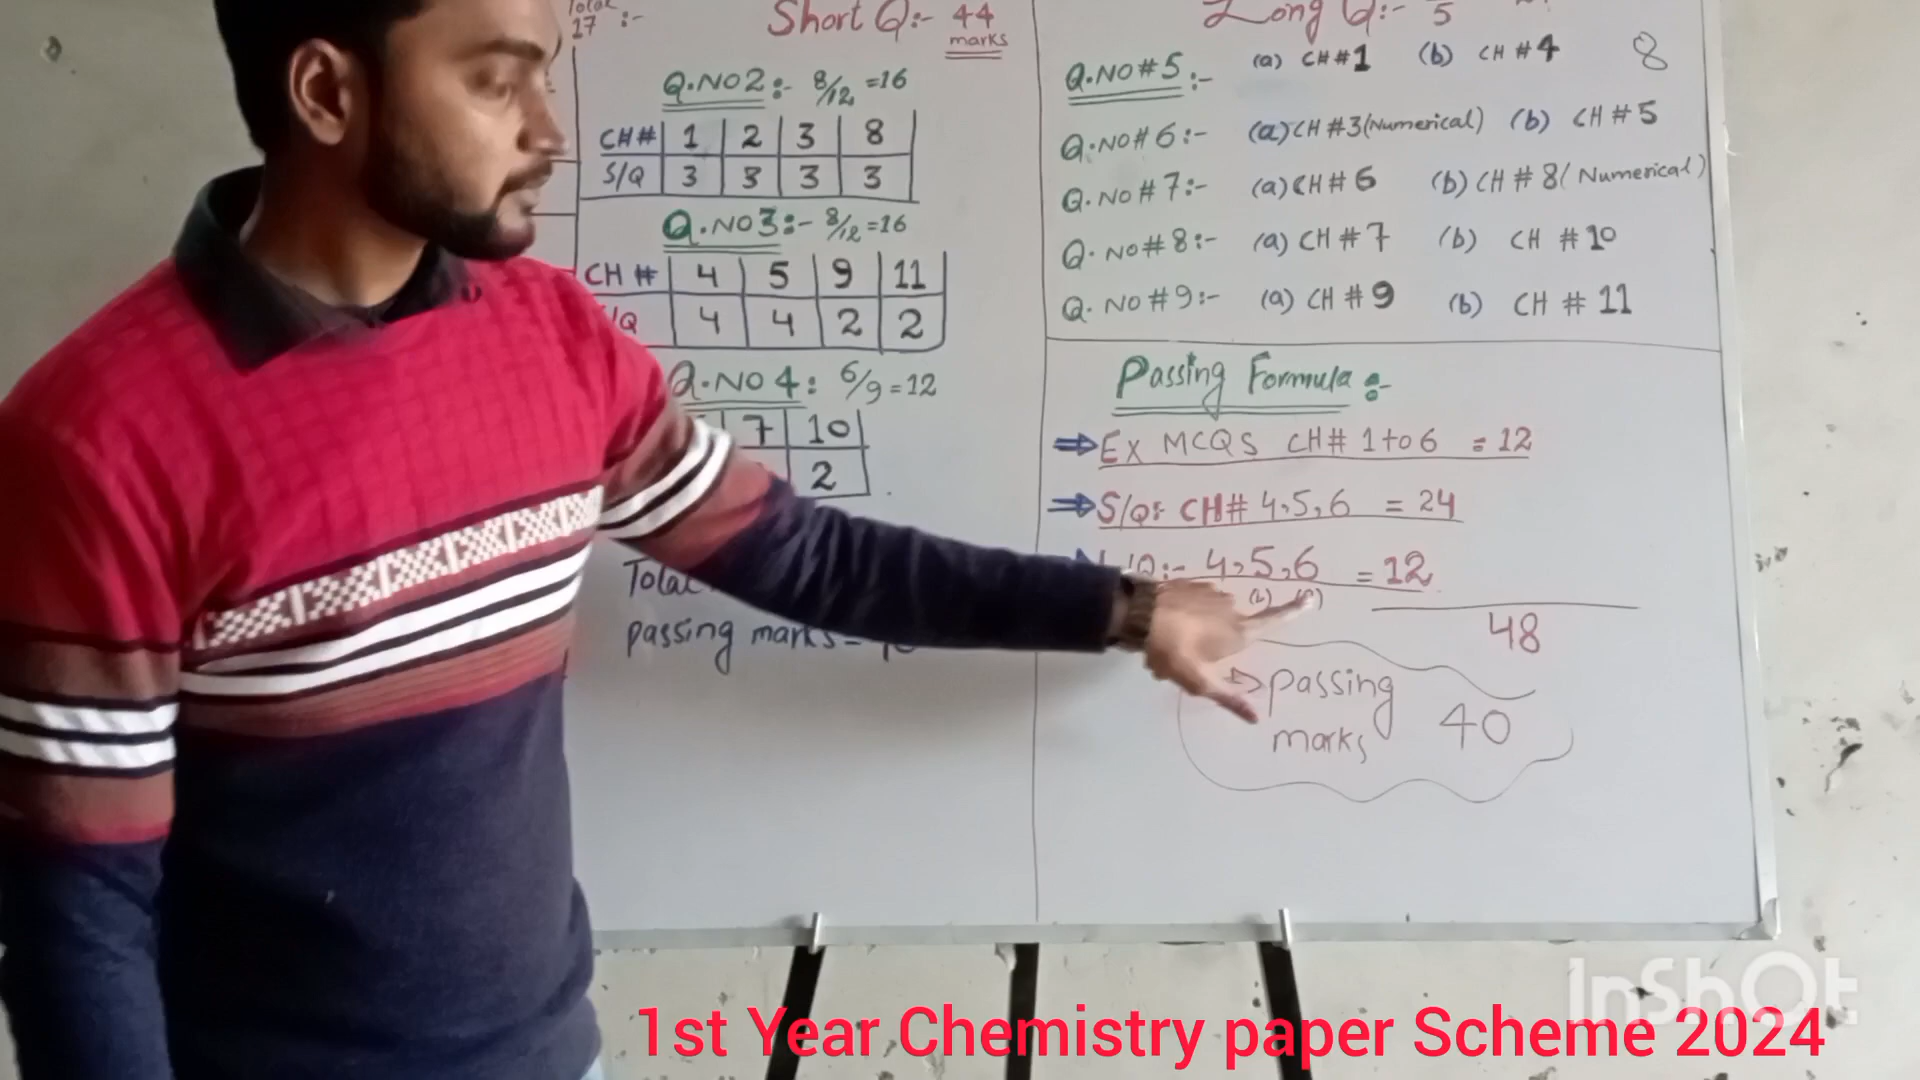 Total
17 :-
Short Q:- 44
marks
Q.NO2:- 8/12 =16
CH# 1 2 3 8
S/Q 3 3 3 3
Q.NO3:- 8/12 =16
CH # 4 5 9 11
/Q 4 4 2 2
Q.NO 4: 6/9 =12
7 10
2
Total
passing marks =
Long Q:- 5
Q.NO#5:- (a) CH#1 (b) CH #4 8
Q.NO#6:- (a) CH #3(Numerical) (b) CH #5
Q.NO#7:- (a) CH# 6 (b) CH # 8( Numerical)
Q.NO#8:- (a) CH #7 (b) CH #10
Q.NO#9:- (a) CH # 9 (b) CH # 11
Passing Formula :-
⇒ Ex MCQS CH# 1 to 6 = 12
⇒ S/Q: CH# 4,5,6 = 24
/Q:- 4,5,6 = 12
(b)
48
passing
marks 40
InShOt
1st Year Chemistry paper Scheme 2024